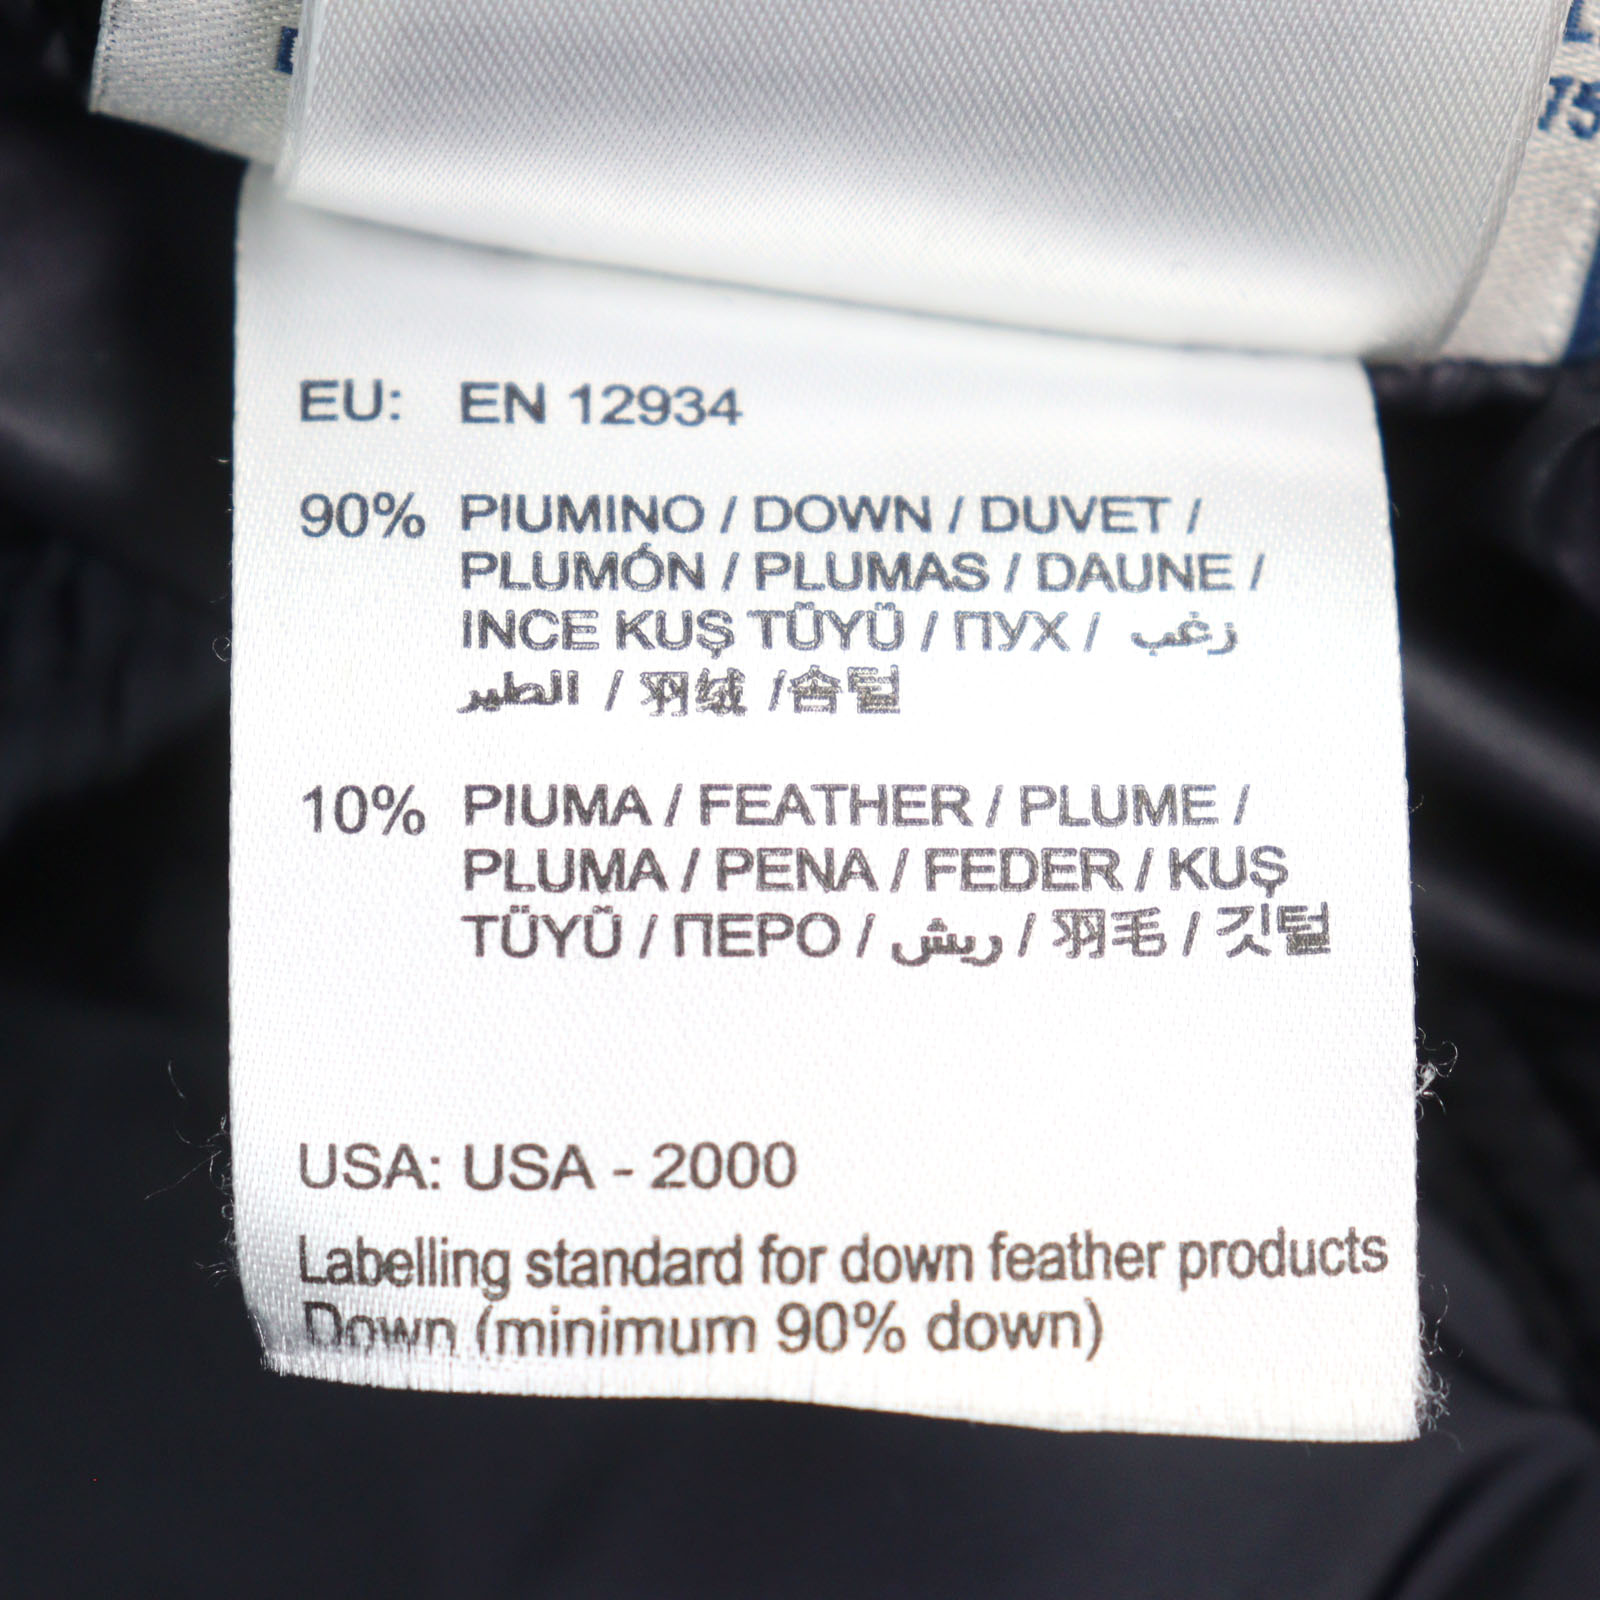 75
EU: EN 12934
90% PIUMINO / DOWN / DUVET /
PLUMÓN / PLUMAS / DAUNE /
INCE KUŞ TÜYÜ / ПУХ / زغب
الطير / 羽绒 /솜털
10% PIUMA / FEATHER / PLUME /
PLUMA / PENA / FEDER / KUŞ
TÜYÜ / ПЕРО / ريش / 羽毛 / 깃털
USA: USA - 2000
Labelling standard for down feather products
Down (minimum 90% down)